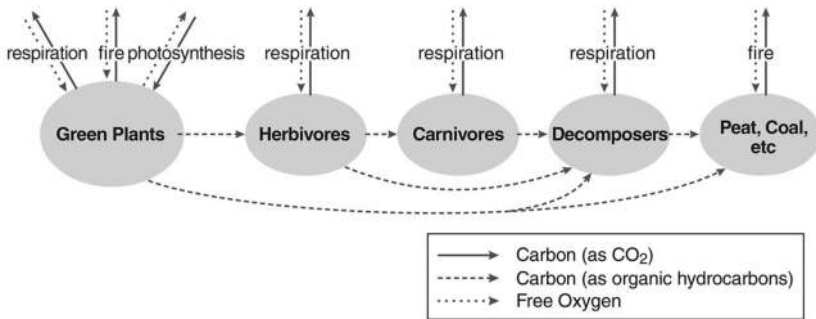 respiration fire photosynthesis respiration respiration respiration fire
Green Plants Herbivores Carnivores Decomposers Peat, Coal,
etc
Carbon (as CO₂)
Carbon (as organic hydrocarbons)
Free Oxygen